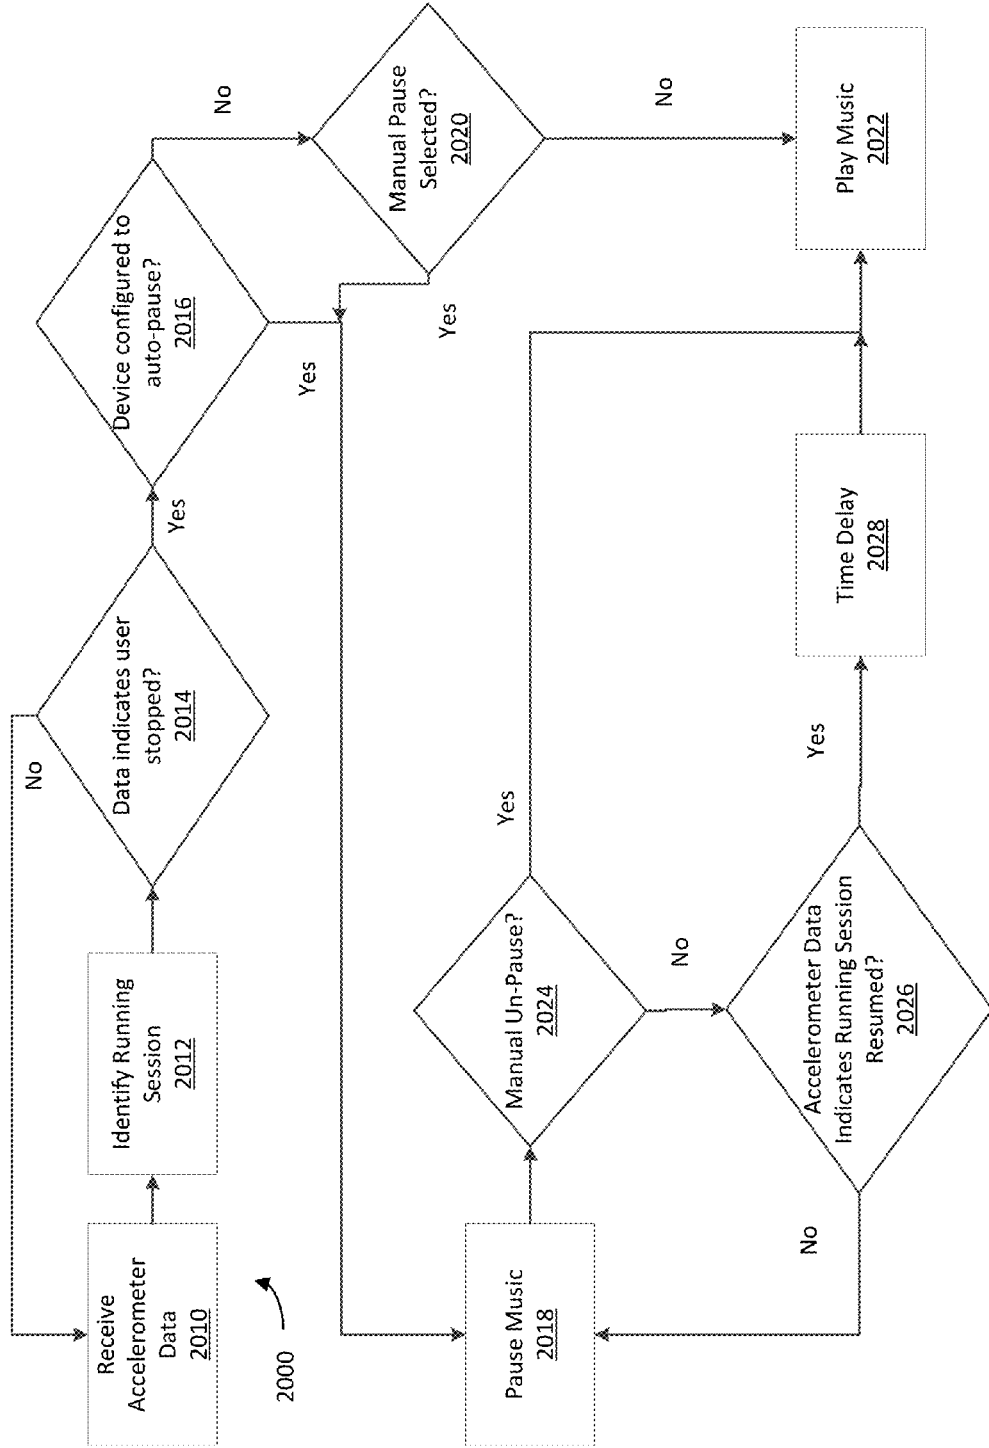 Receive
Accelerometer
Data
2010
Identify Running
Session
2012
Data indicates user
stopped?
2014
No
Yes
Device configured to
auto-pause?
2016
No
Yes
Manual Pause
Selected?
2020
Yes
No
2000
Pause Music
2018
Manual Un-Pause?
2024
Yes
No
Accelerometer Data
Indicates Running Session
Resumed?
2026
No
Yes
Time Delay
2028
Play Music
2022